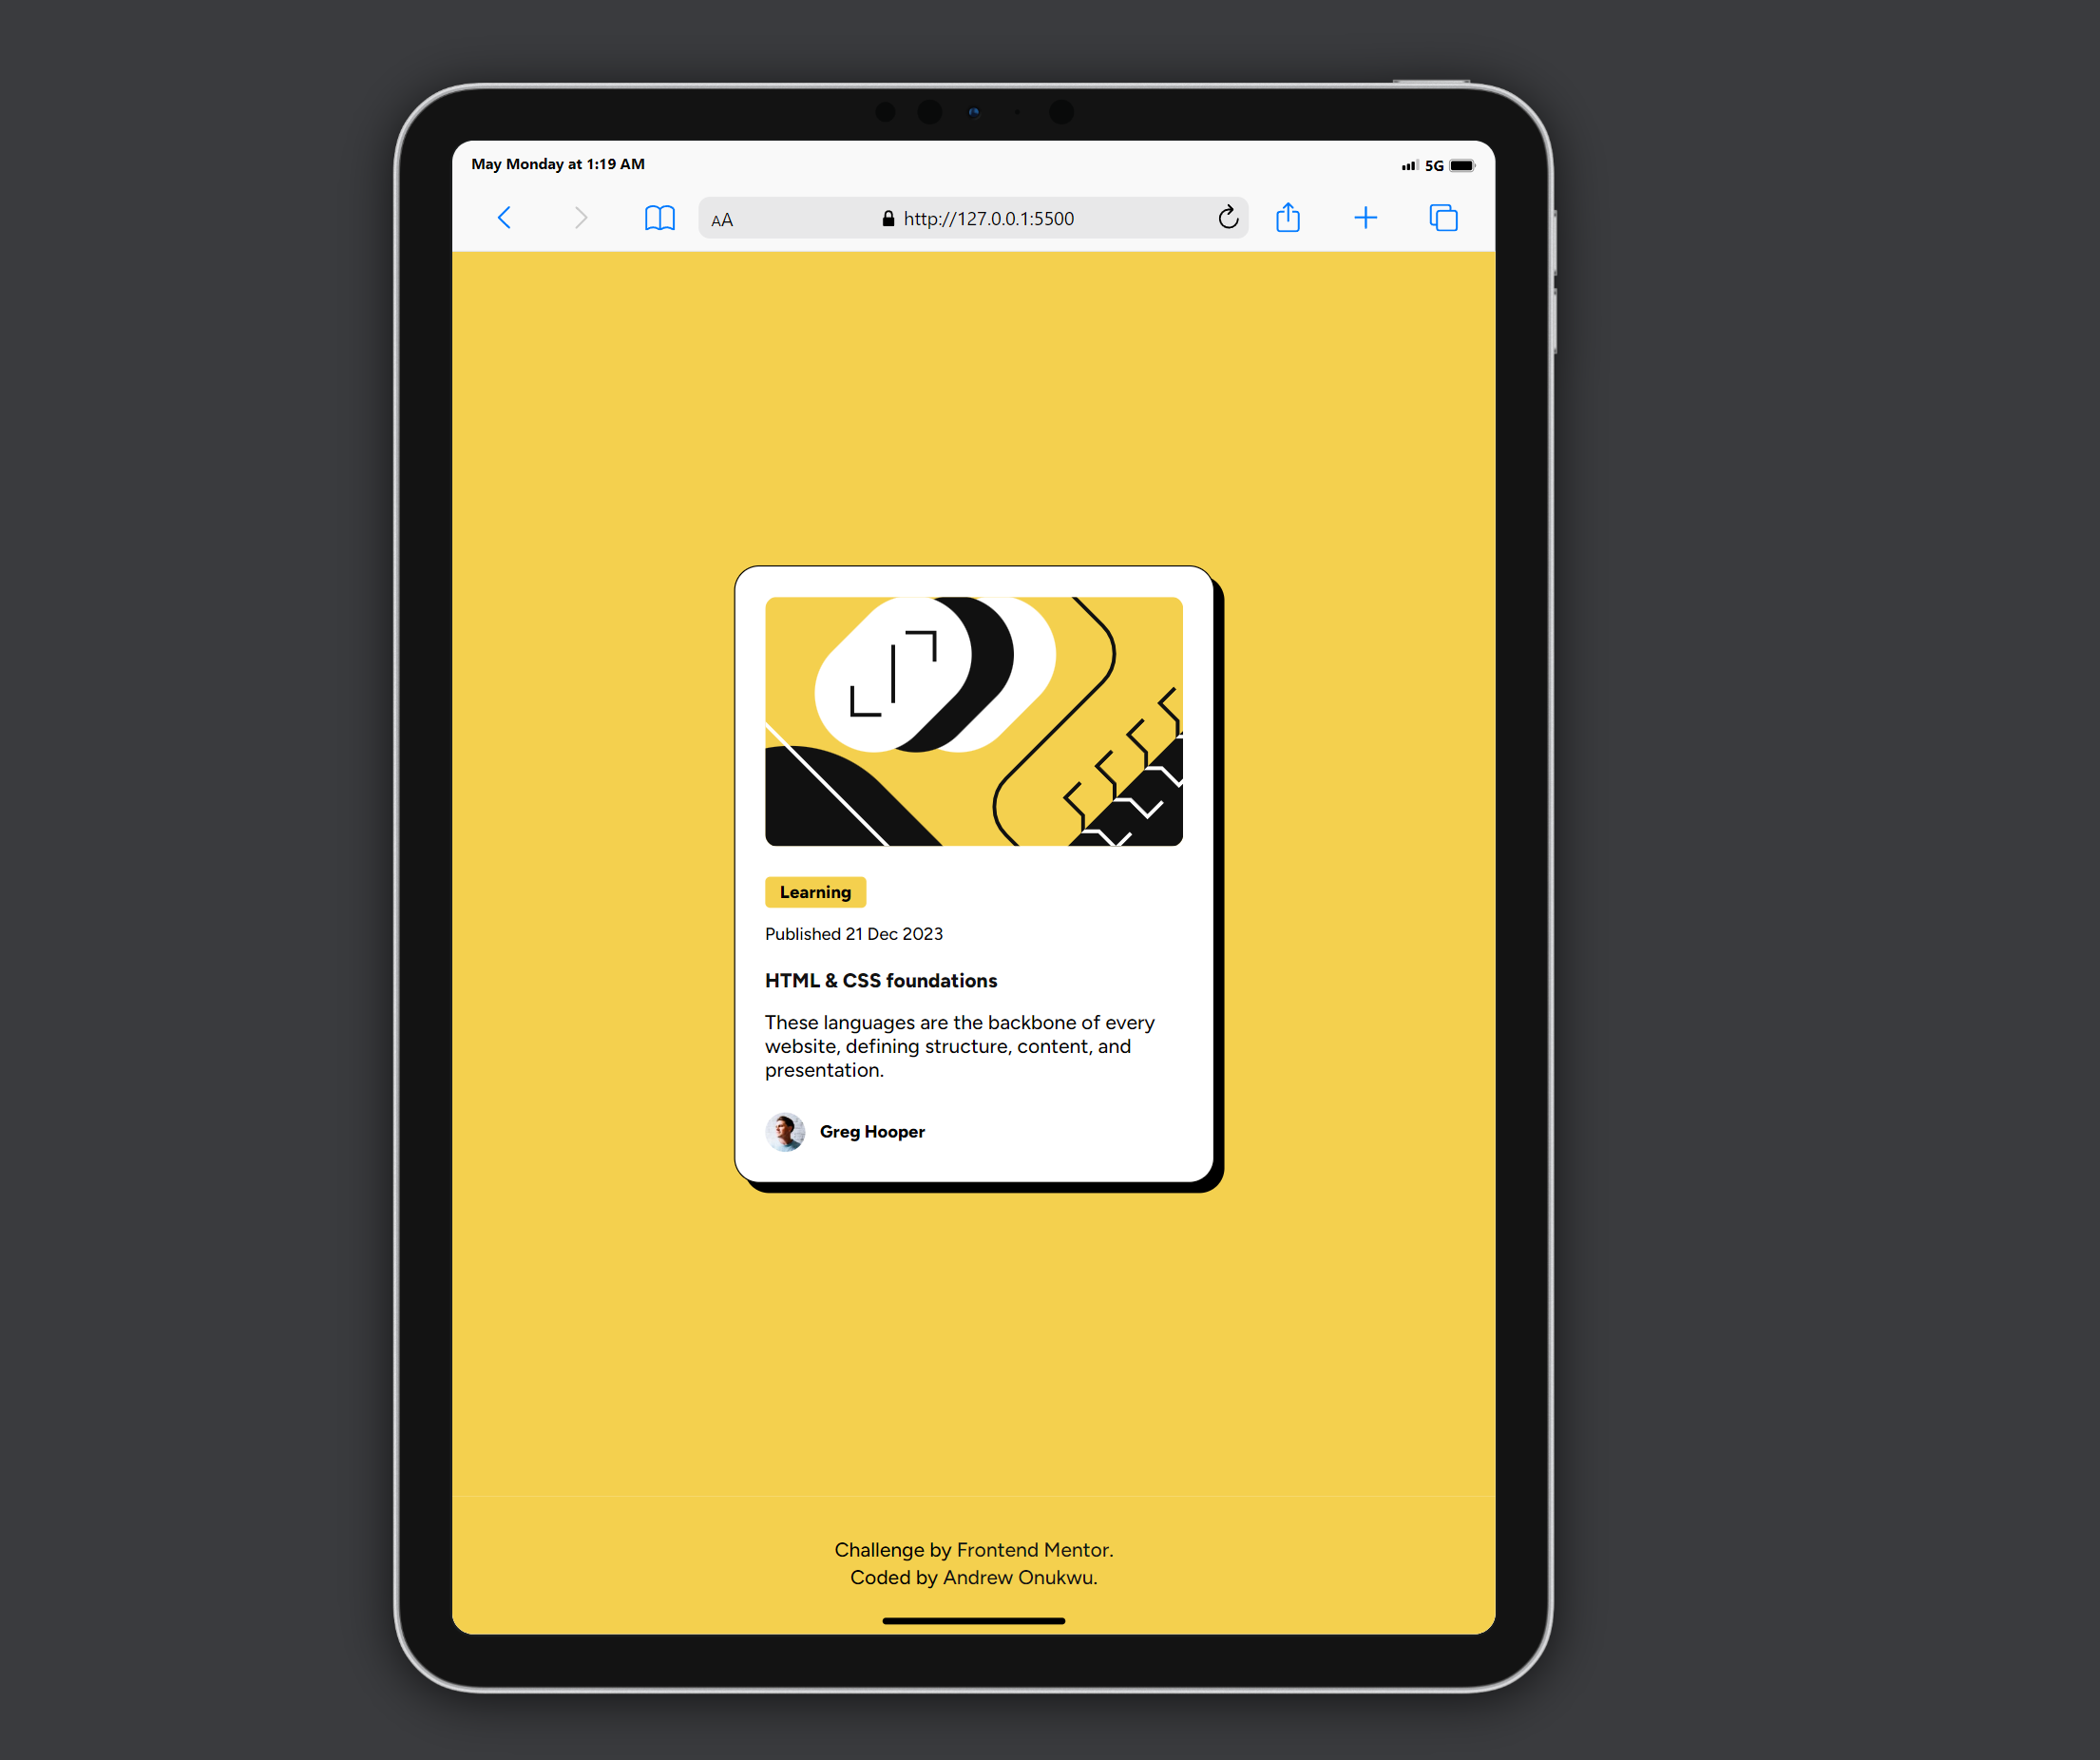 May Monday at 1:19 AM
5G
AA
http://127.0.0.1:5500
Learning
Published 21 Dec 2023
HTML & CSS foundations
These languages are the backbone of every
website, defining structure, content, and
presentation.
Greg Hooper
Challenge by Frontend Mentor.
Coded by Andrew Onukwu.